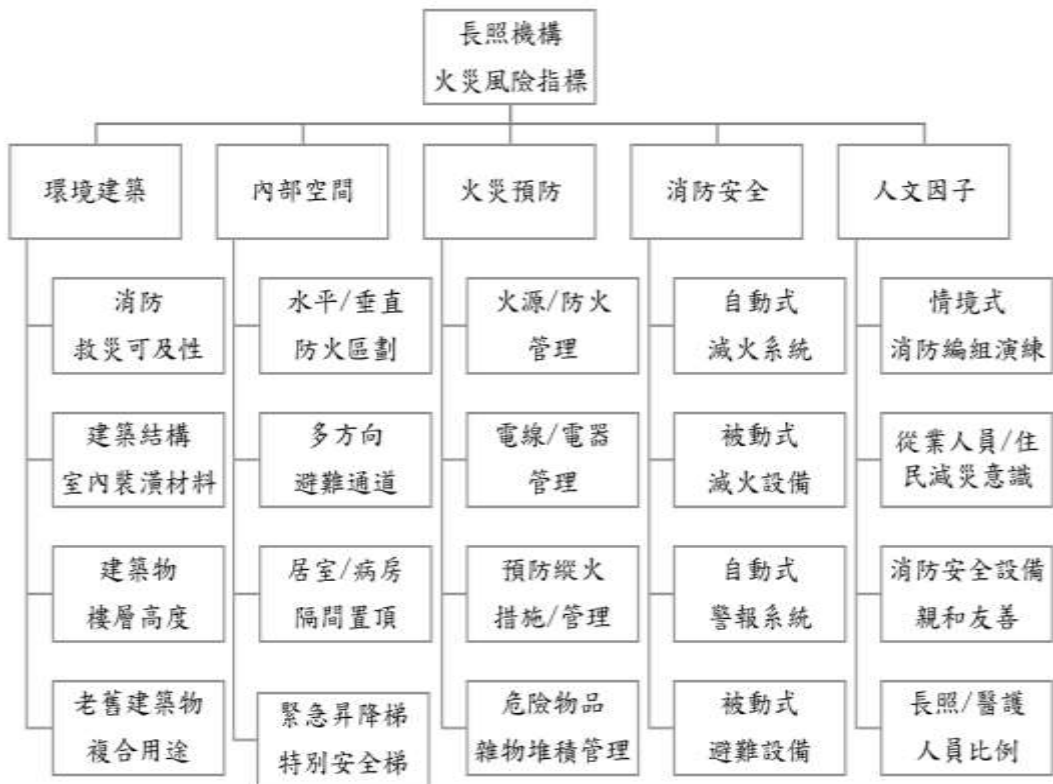 長照機構
火災風險指標
環境建築
內部空間
火災預防
消防安全
人文因子
消防
救災可及性
水平/垂直
防火區劃
火源/防火
管理
自動式
滅火系統
情境式
消防編組演練
建築結構
室內裝潢材料
多方向
避難通道
電線/電器
管理
被動式
滅火設備
從業人員/住
民減災意識
建築物
樓層高度
居室/病房
隔間置頂
預防縱火
措施/管理
自動式
警報系統
消防安全設備
親和友善
老舊建築物
複合用途
緊急昇降梯
特別安全梯
危險物品
雜物堆積管理
被動式
避難設備
長照/醫護
人員比例